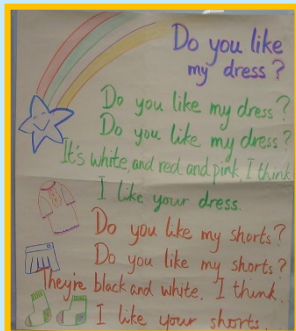 Do you like
my dress?
Do you like my dress?
Do you like my dress?
It's white, and red and pink, I think.
I like your dress.
Do you like my shorts?
Do you like my shorts?
They're black and white, I think.
I like your shorts.